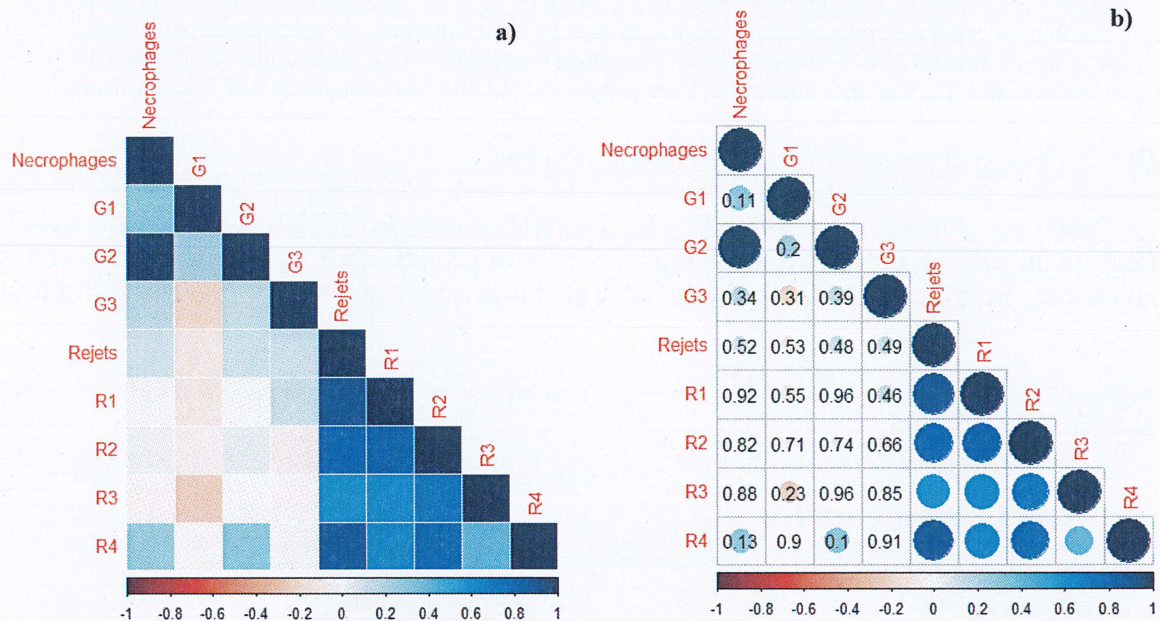 a)
Necrophages
Necrophages
G1
G1
G2
G2
G3
G3
Rejets
Rejets
R1
R1
R2
R2
R3
R3
R4
R4
-1 -0.8 -0.6 -0.4 -0.2 0 0.2 0.4 0.6 0.8 1
b)
Necrophages
Necrophages
G1
G1 0.11
G2
G2 0.2
G3
G3 0.34 0.31 0.39
Rejets
Rejets 0.52 0.53 0.48 0.49
R1
R1 0.92 0.55 0.96 0.46
R2
R2 0.82 0.71 0.74 0.66
R3
R3 0.88 0.23 0.96 0.85
R4
R4 0.13 0.9 0.1 0.91
-1 -0.8 -0.6 -0.4 -0.2 0 0.2 0.4 0.6 0.8 1